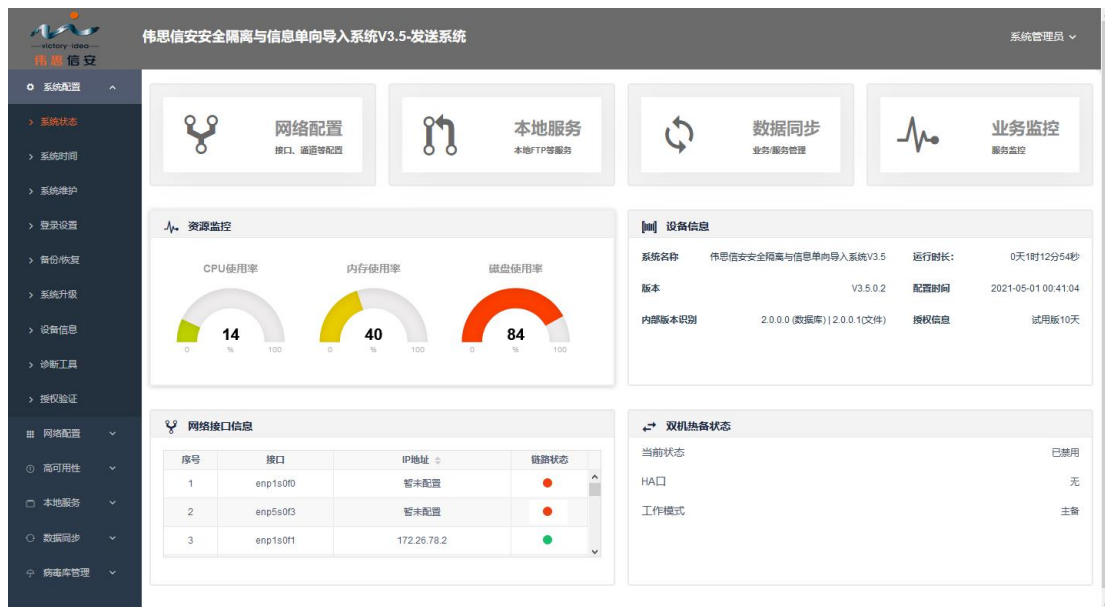 victory idea
伟思信安
伟思信安安全隔离与信息单向导入系统V3.5-发送系统
系统管理员
系统配置
系统状态
系统时间
系统维护
登录设置
备份/恢复
系统升级
设备信息
诊断工具
授权验证
网络配置
高可用性
本地服务
数据同步
病毒库管理
网络配置
接口、通道等配置
本地服务
本地FTP等服务
数据同步
业务/服务管理
业务监控
服务监控
资源监控
CPU使用率
内存使用率
磁盘使用率
14
40
84
0 % 100
0 % 100
0 % 100
设备信息
系统名称 伟思信安安全隔离与信息单向导入系统V3.5 运行时长: 0天1时12分54秒
版本 V3.5.0.2 配置时间 2021-05-01 00:41:04
内部版本识别 2.0.0.0 (数据库) | 2.0.0.1(文件) 授权信息 试用版10天
网络接口信息
序号 接口 IP地址 链路状态
1 enp1s0f0 暂未配置
2 enp5s0f3 暂未配置
3 enp1s0f1 172.26.78.2
双机热备状态
当前状态 已禁用
HA口 无
工作模式 主备